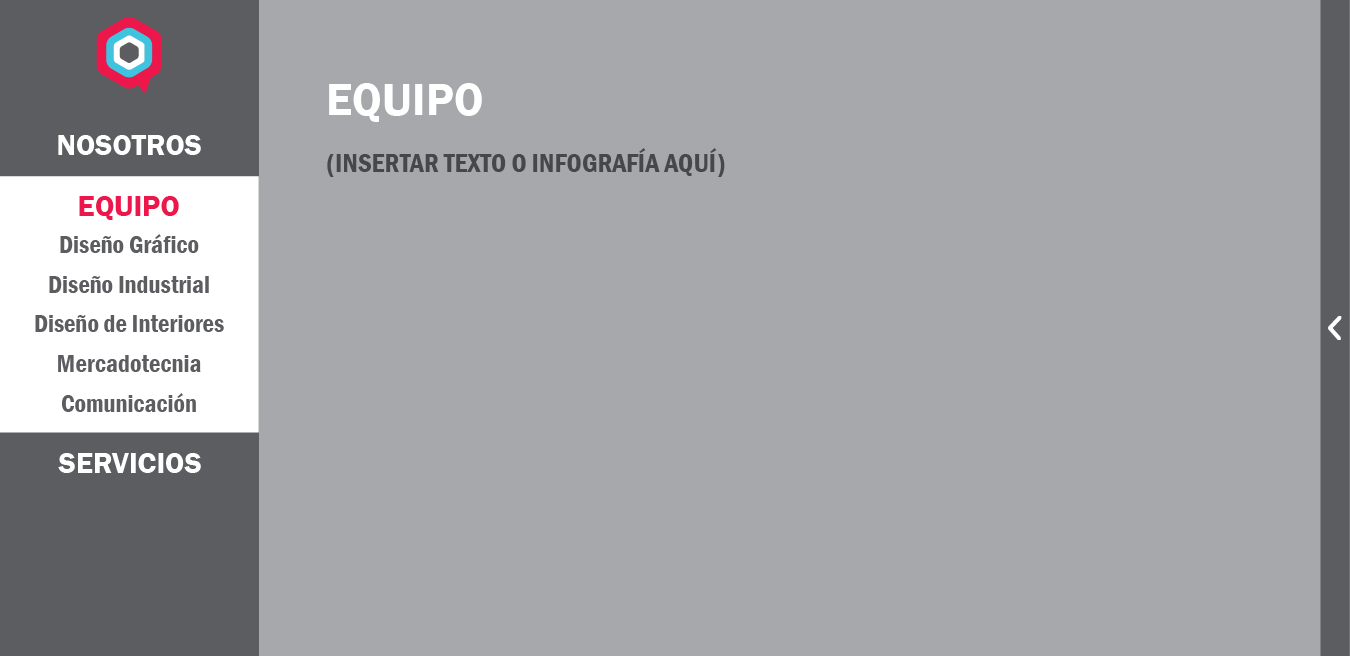 NOSOTROS
EQUIPO
Diseño Gráfico
Diseño Industrial
Diseño de Interiores
Mercadotecnia
Comunicación
SERVICIOS
EQUIPO
(INSERTAR TEXTO O INFOGRAFÍA AQUÍ)